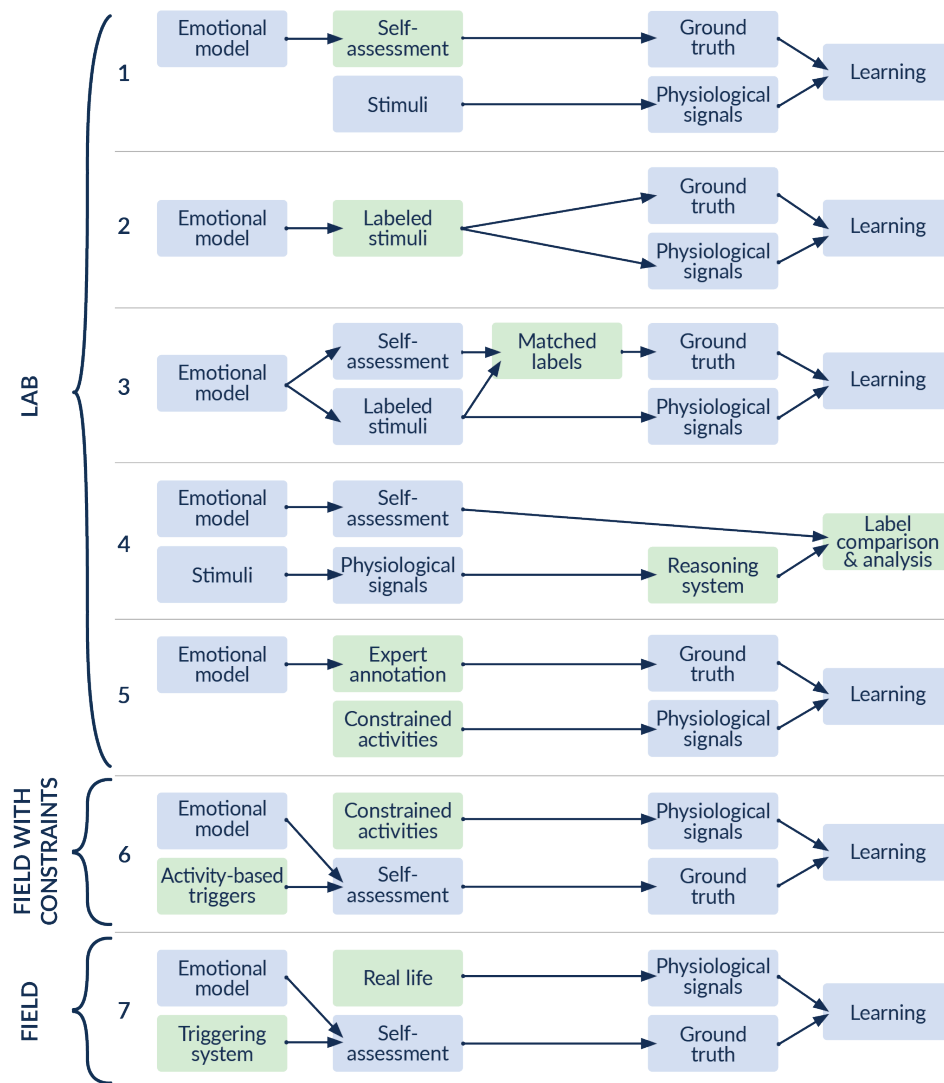 LAB
1
Emotional
model
Self-
assessment
Stimuli
Ground
truth
Physiological
signals
Learning
2
Emotional
model
Labeled
stimuli
Ground
truth
Physiological
signals
Learning
3
Emotional
model
Self-
assessment
Labeled
stimuli
Matched
labels
Ground
truth
Physiological
signals
Learning
4
Emotional
model
Self-
assessment
Stimuli
Physiological
signals
Reasoning
system
Label
comparison
& analysis
5
Emotional
model
Expert
annotation
Constrained
activities
Ground
truth
Physiological
signals
Learning
FIELD WITH
CONSTRAINTS
6
Emotional
model
Activity-based
triggers
Constrained
activities
Self-
assessment
Physiological
signals
Ground
truth
Learning
FIELD
7
Emotional
model
Triggering
system
Real life
Self-
assessment
Physiological
signals
Ground
truth
Learning